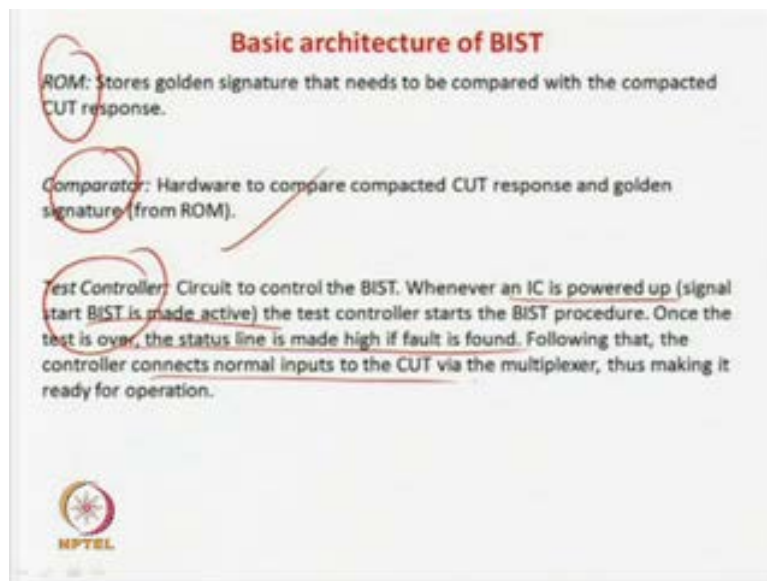 Basic architecture of BIST
ROM: Stores golden signature that needs to be compared with the compacted
CUT response.
Comparator: Hardware to compare compacted CUT response and golden
signature (from ROM).
Test Controller: Circuit to control the BIST. Whenever an IC is powered up (signal
start BIST is made active) the test controller starts the BIST procedure. Once the
test is over, the status line is made high if fault is found. Following that, the
controller connects normal inputs to the CUT via the multiplexer, thus making it
ready for operation.
NPTEL